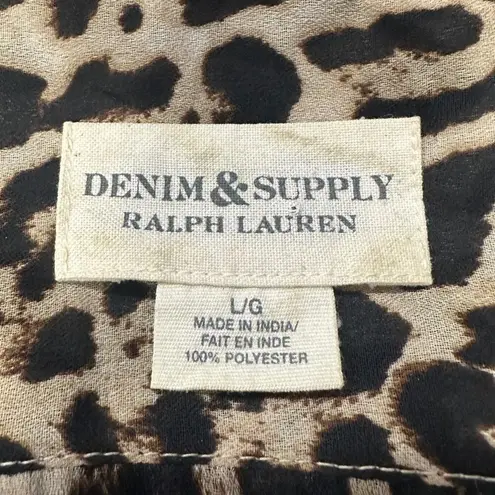 DENIM & SUPPLY
RALPH LAUREN
L/G
MADE IN INDIA/
FAIT EN INDE
100% POLYESTER